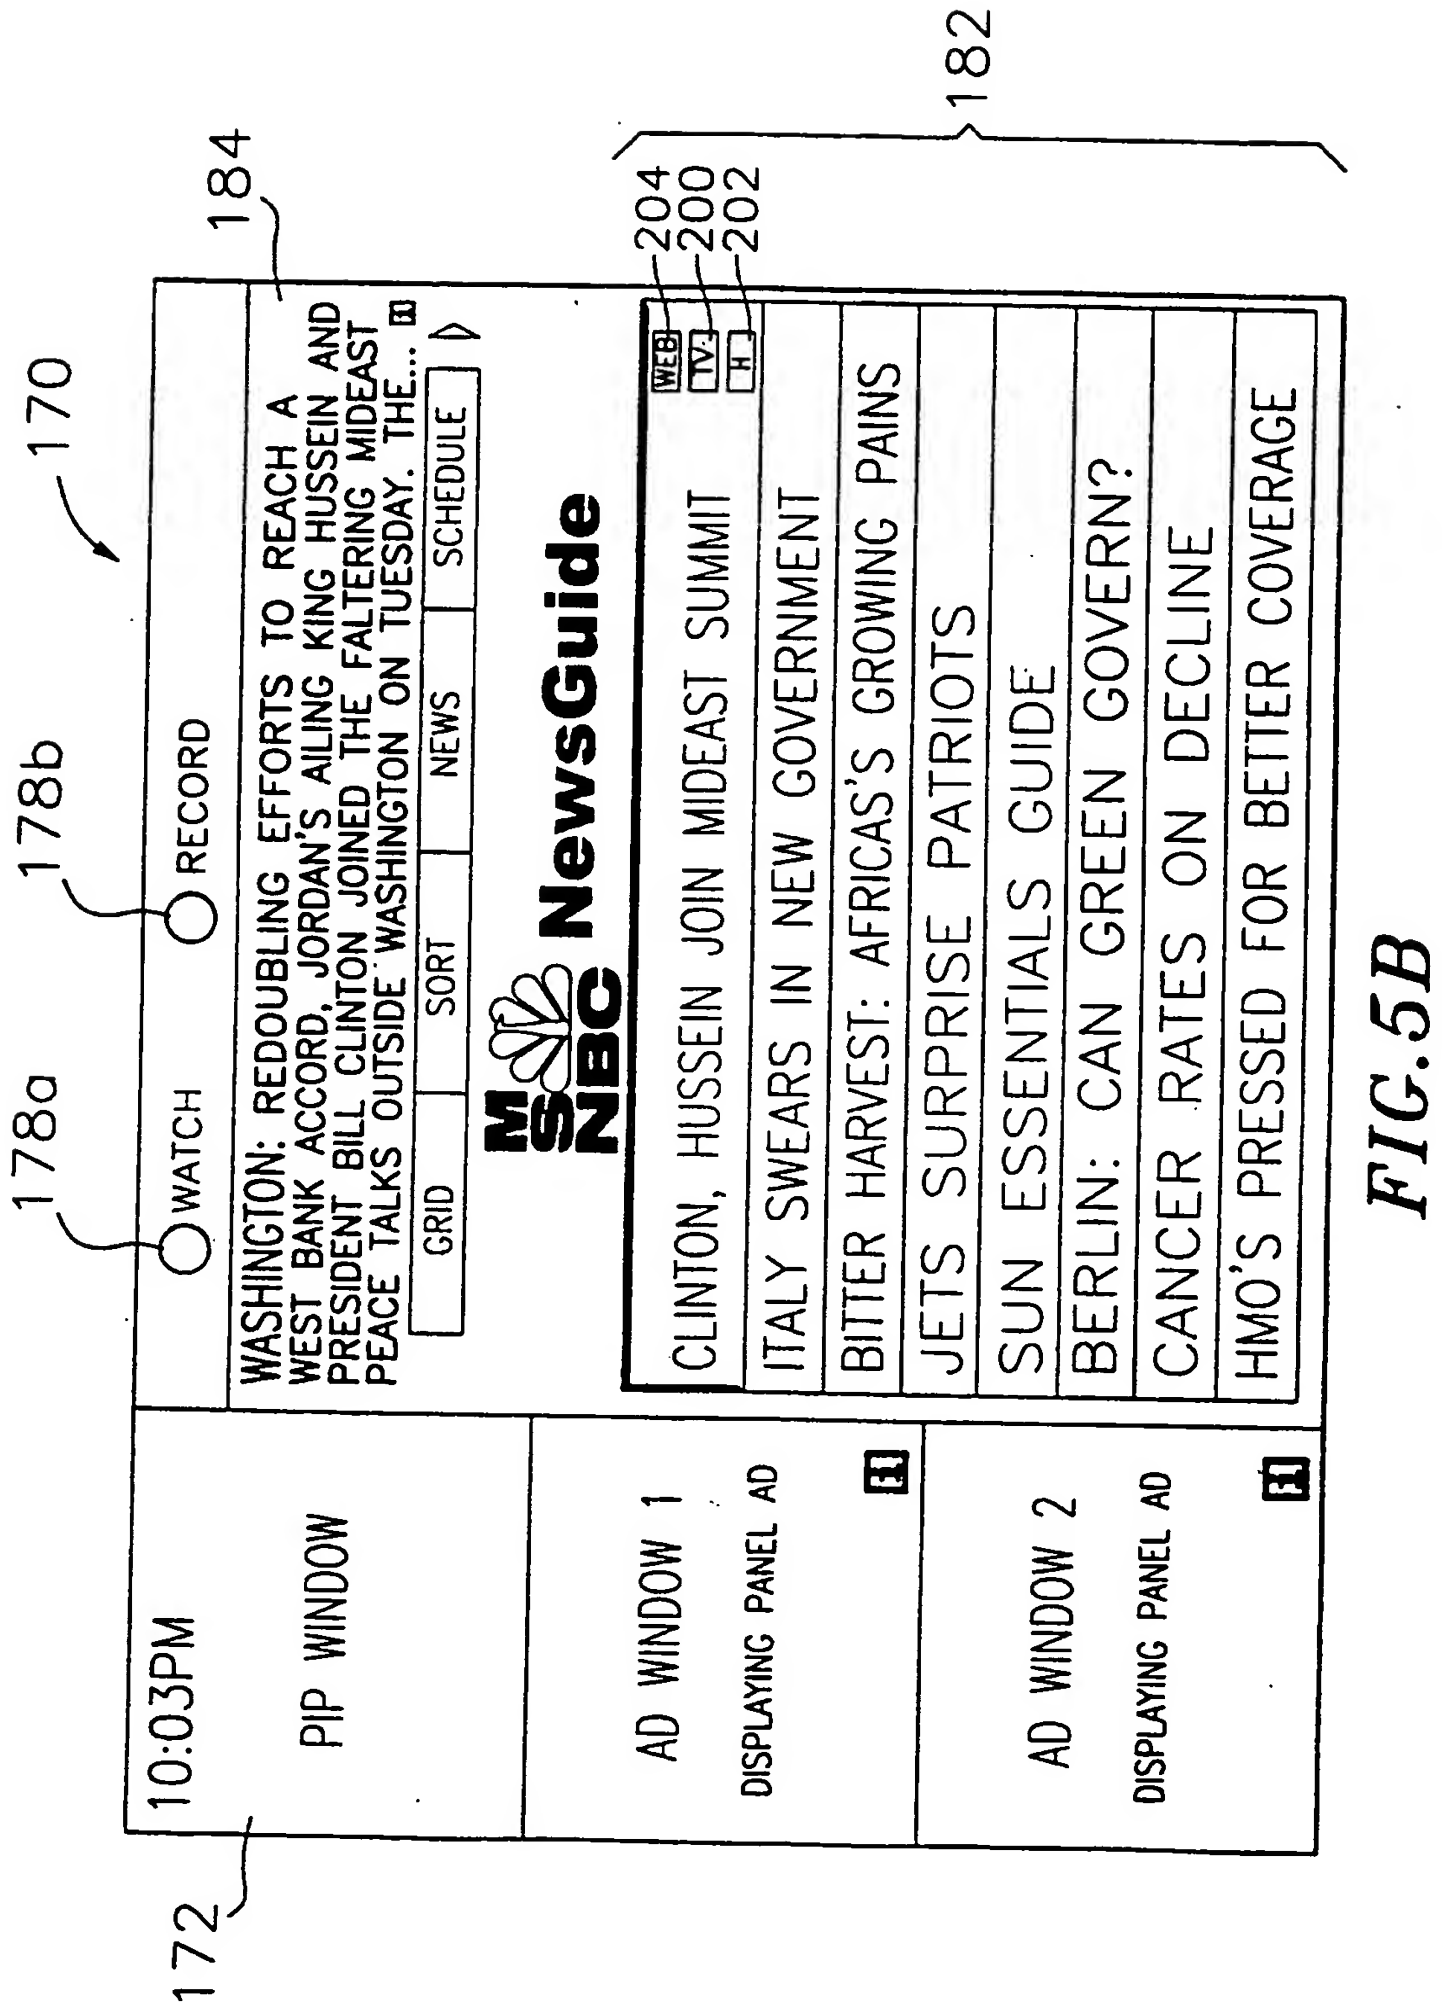 170
178a
178b
184
172
10:03PM
PIP WINDOW
AD WINDOW 1
DISPLAYING PANEL AD
AD WINDOW 2
DISPLAYING PANEL AD
WATCH
RECORD
WASHINGTON: REDOUBLING EFFORTS TO REACH A
WEST BANK ACCORD, JORDAN'S AILING KING HUSSEIN AND
PRESIDENT BILL CLINTON JOINED THE FALTERING MIDEAST
PEACE TALKS OUTSIDE WASHINGTON ON TUESDAY. THE...
GRID
SORT
NEWS
SCHEDULE
MSNBC NewsGuide
CLINTON, HUSSEIN JOIN MIDEAST SUMMIT
WEB
TV
H
204
200
202
ITALY SWEARS IN NEW GOVERNMENT
BITTER HARVEST: AFRICAS'S GROWING PAINS
JETS SURPRISE PATRIOTS
SUN ESSENTIALS GUIDE
BERLIN: CAN GREEN GOVERN?
CANCER RATES ON DECLINE
HMO'S PRESSED FOR BETTER COVERAGE
182
FIG.5B